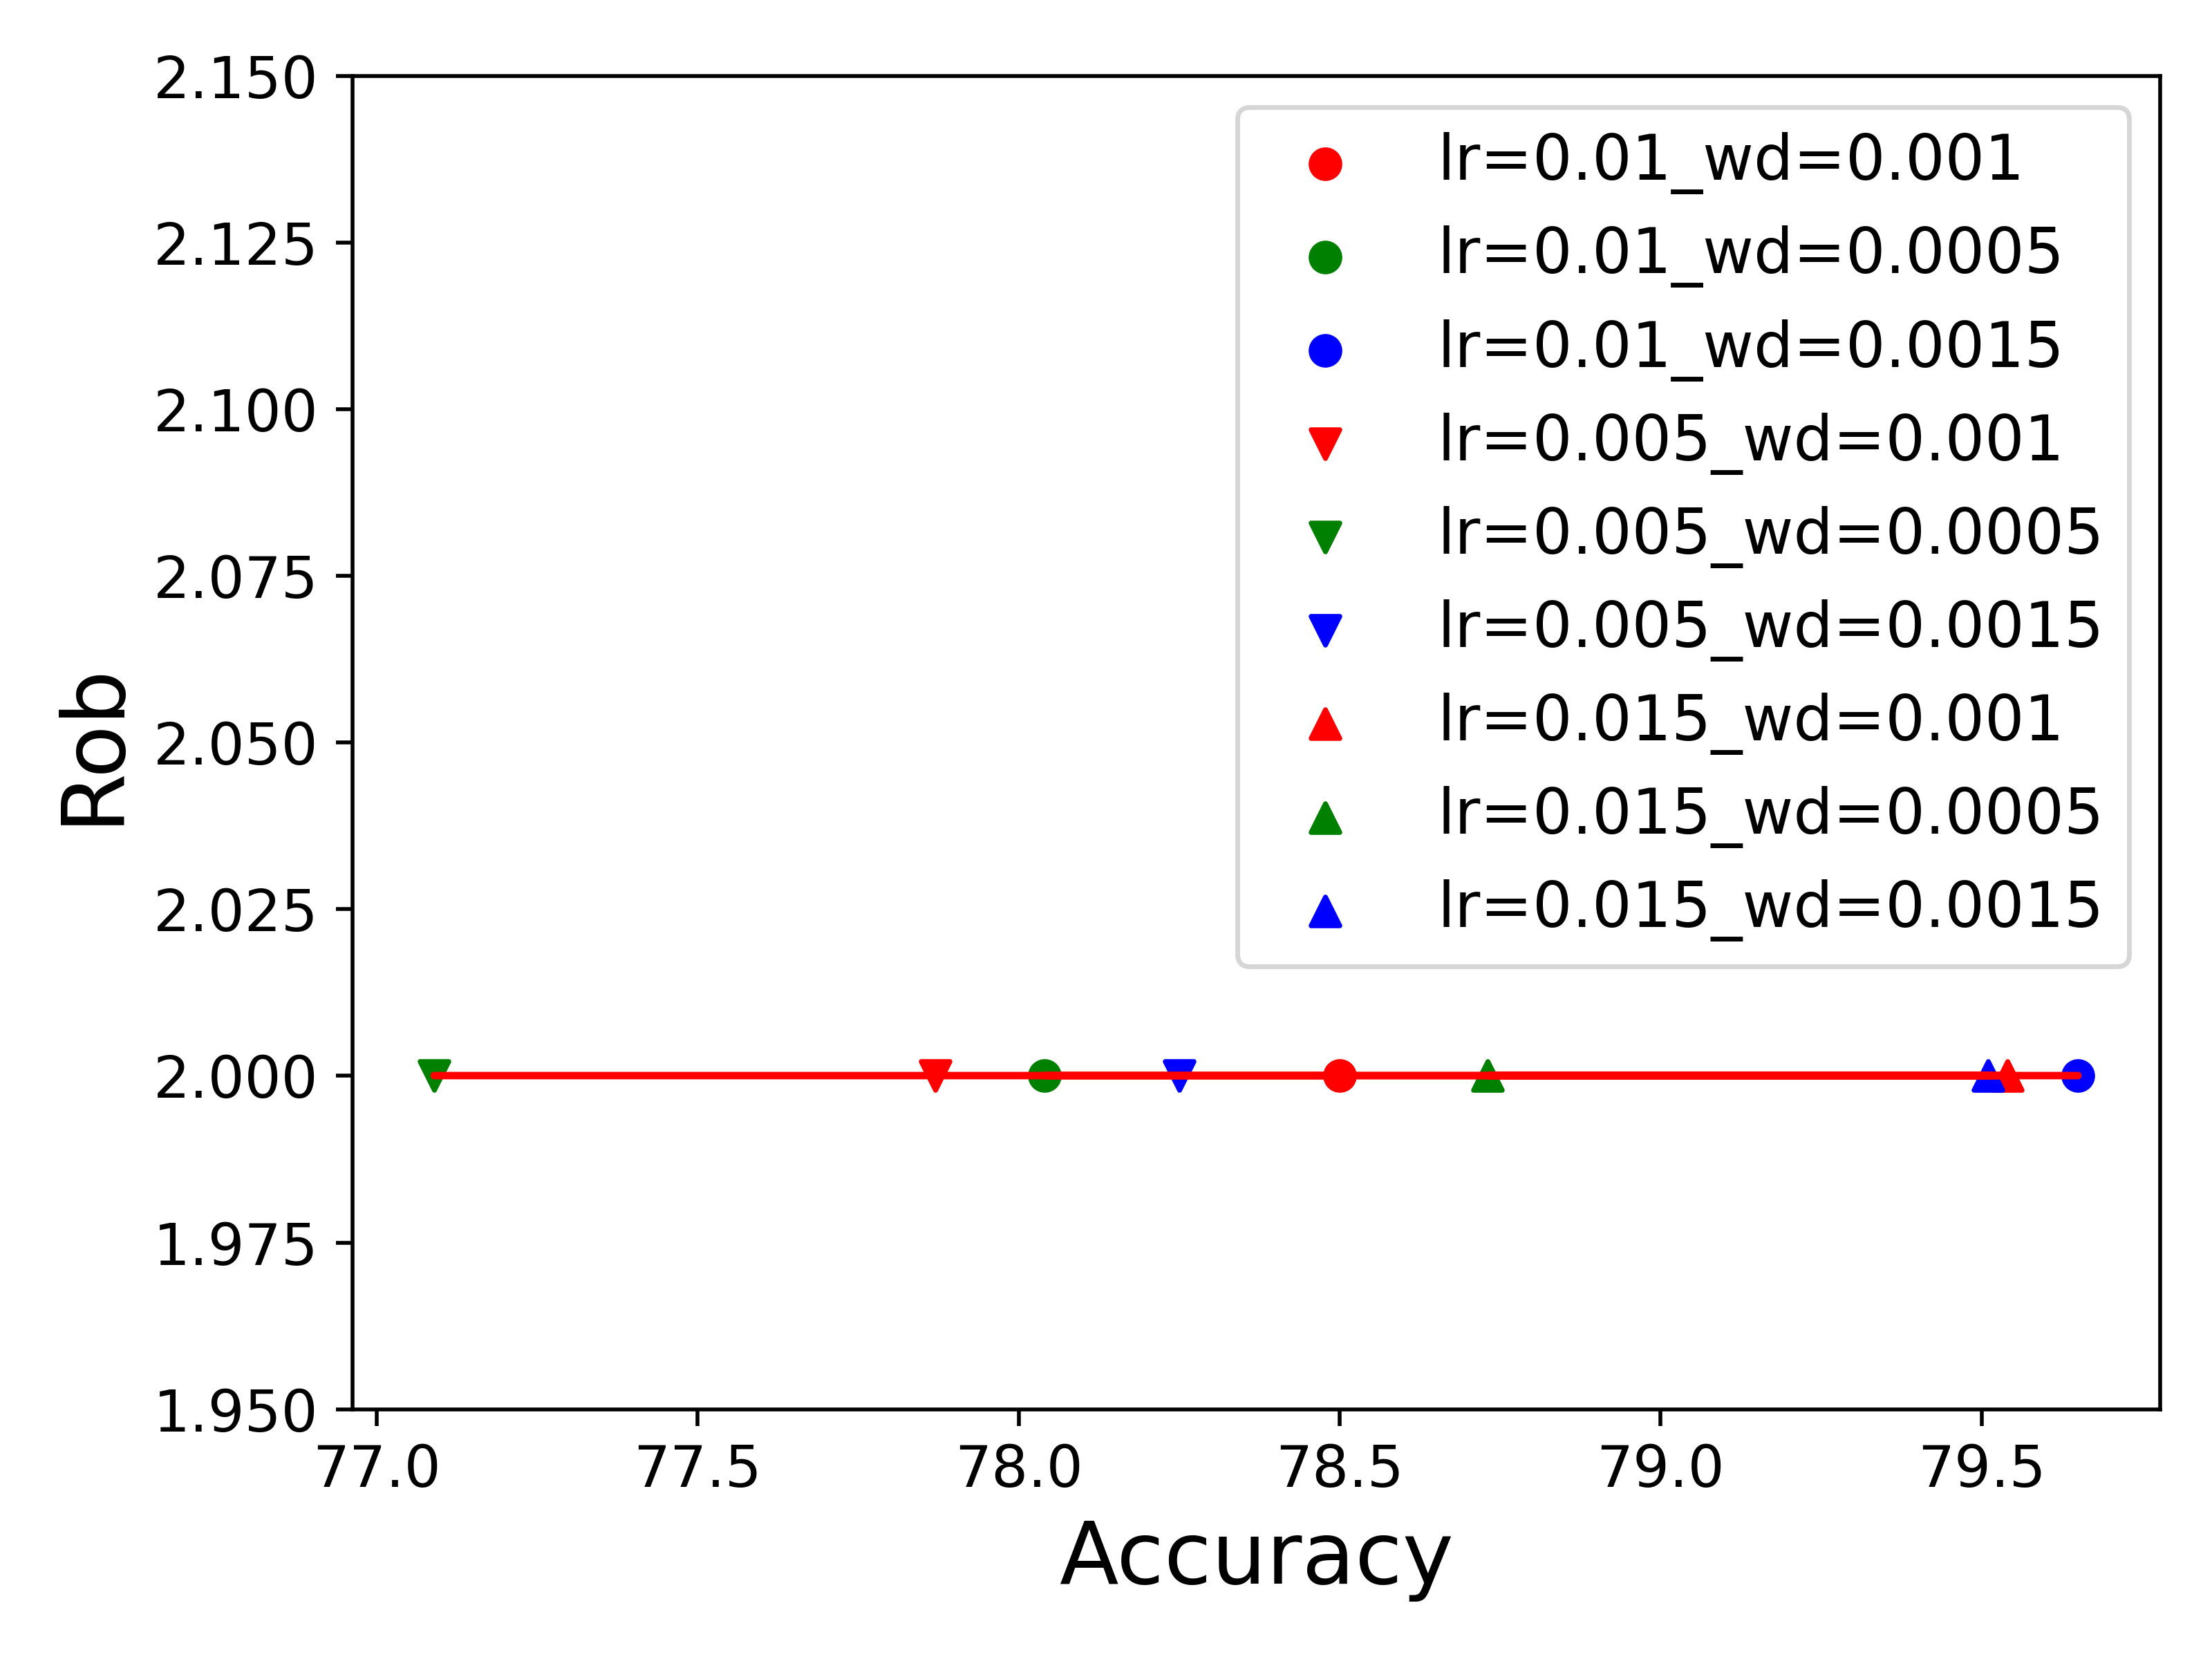 2.150
2.125
2.100
2.075
2.050
2.025
2.000
1.975
1.950
Rob
lr=0.01_wd=0.001
lr=0.01_wd=0.0005
lr=0.01_wd=0.0015
lr=0.005_wd=0.001
lr=0.005_wd=0.0005
lr=0.005_wd=0.0015
lr=0.015_wd=0.001
lr=0.015_wd=0.0005
lr=0.015_wd=0.0015
77.0 77.5 78.0 78.5 79.0 79.5
Accuracy